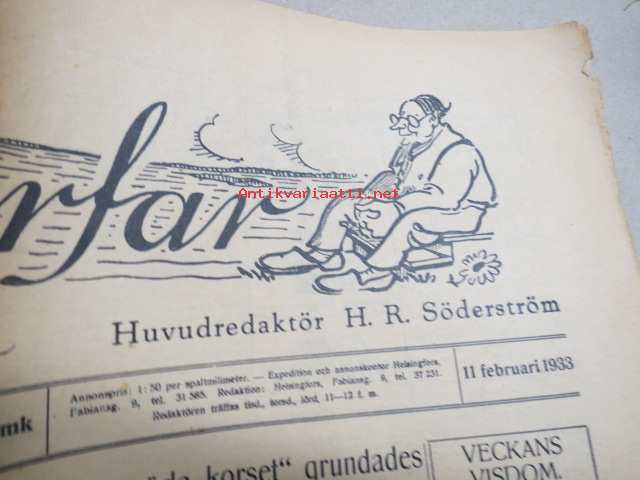 rfar
Antikvariaatti.net
Huvudredaktör H. R. Söderström
mk
Annonspris: 1:50 per spaltmillimeter. — Expedition och annonskontor Helsingfors,
Fabiansg. 9, tel. 31 585. Redaktion: Helsingfors, Fabiansg. 9, tel. 37 251.
Redaktören träffas tisd., torsd., lörd. 11—12 f. m.
11 februari 1933
korset" grundades
VECKANS
VISDOM.